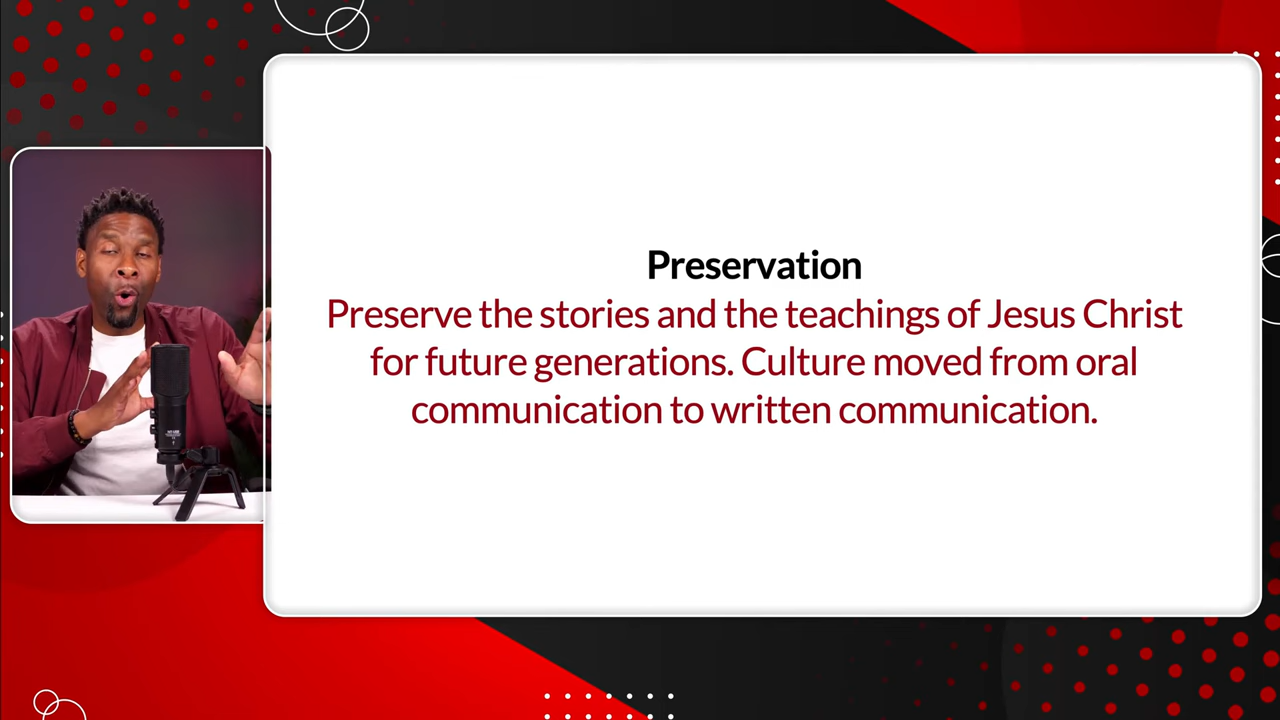 Preservation
Preserve the stories and the teachings of Jesus Christ
for future generations. Culture moved from oral
communication to written communication.